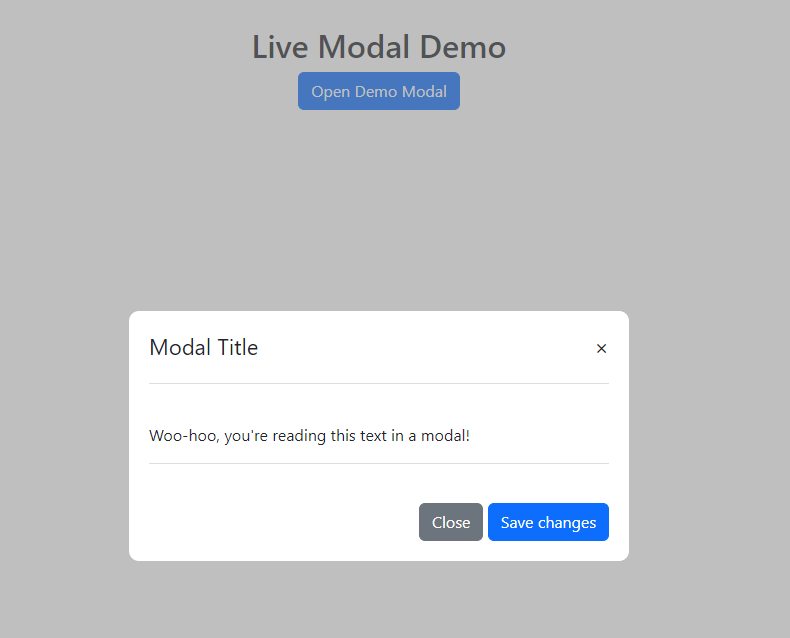 Live Modal Demo
Open Demo Modal
Modal Title ×
Woo-hoo, you're reading this text in a modal!
Close Save changes